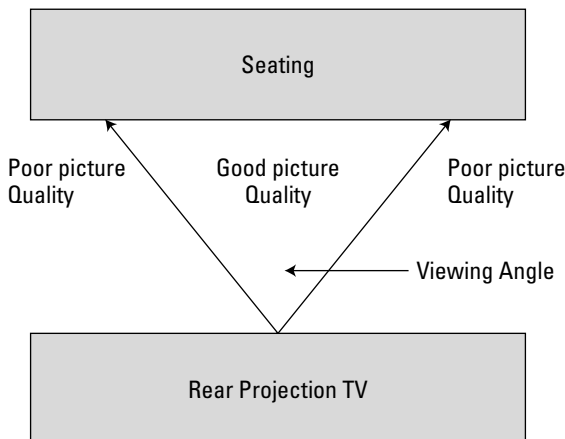 Seating
Poor picture
Quality
Good picture
Quality
Poor picture
Quality
Viewing Angle
Rear Projection TV